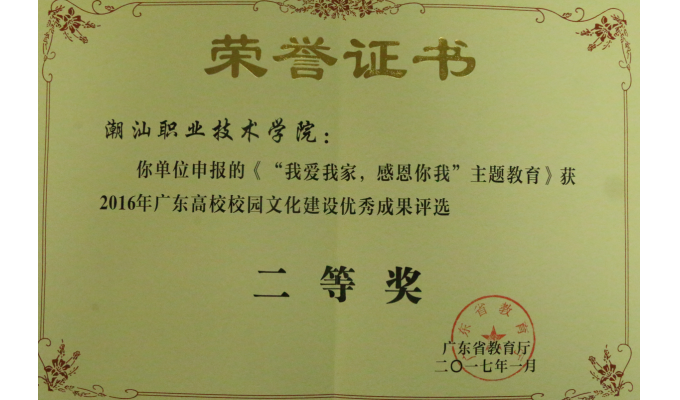 荣誉证书
潮汕职业技术学院：
你单位申报的《“我爱我家，感恩你我”主题教育》获
2016年广东高校校园文化建设优秀成果评选
二等奖
广东省教育厅
二〇一七年一月